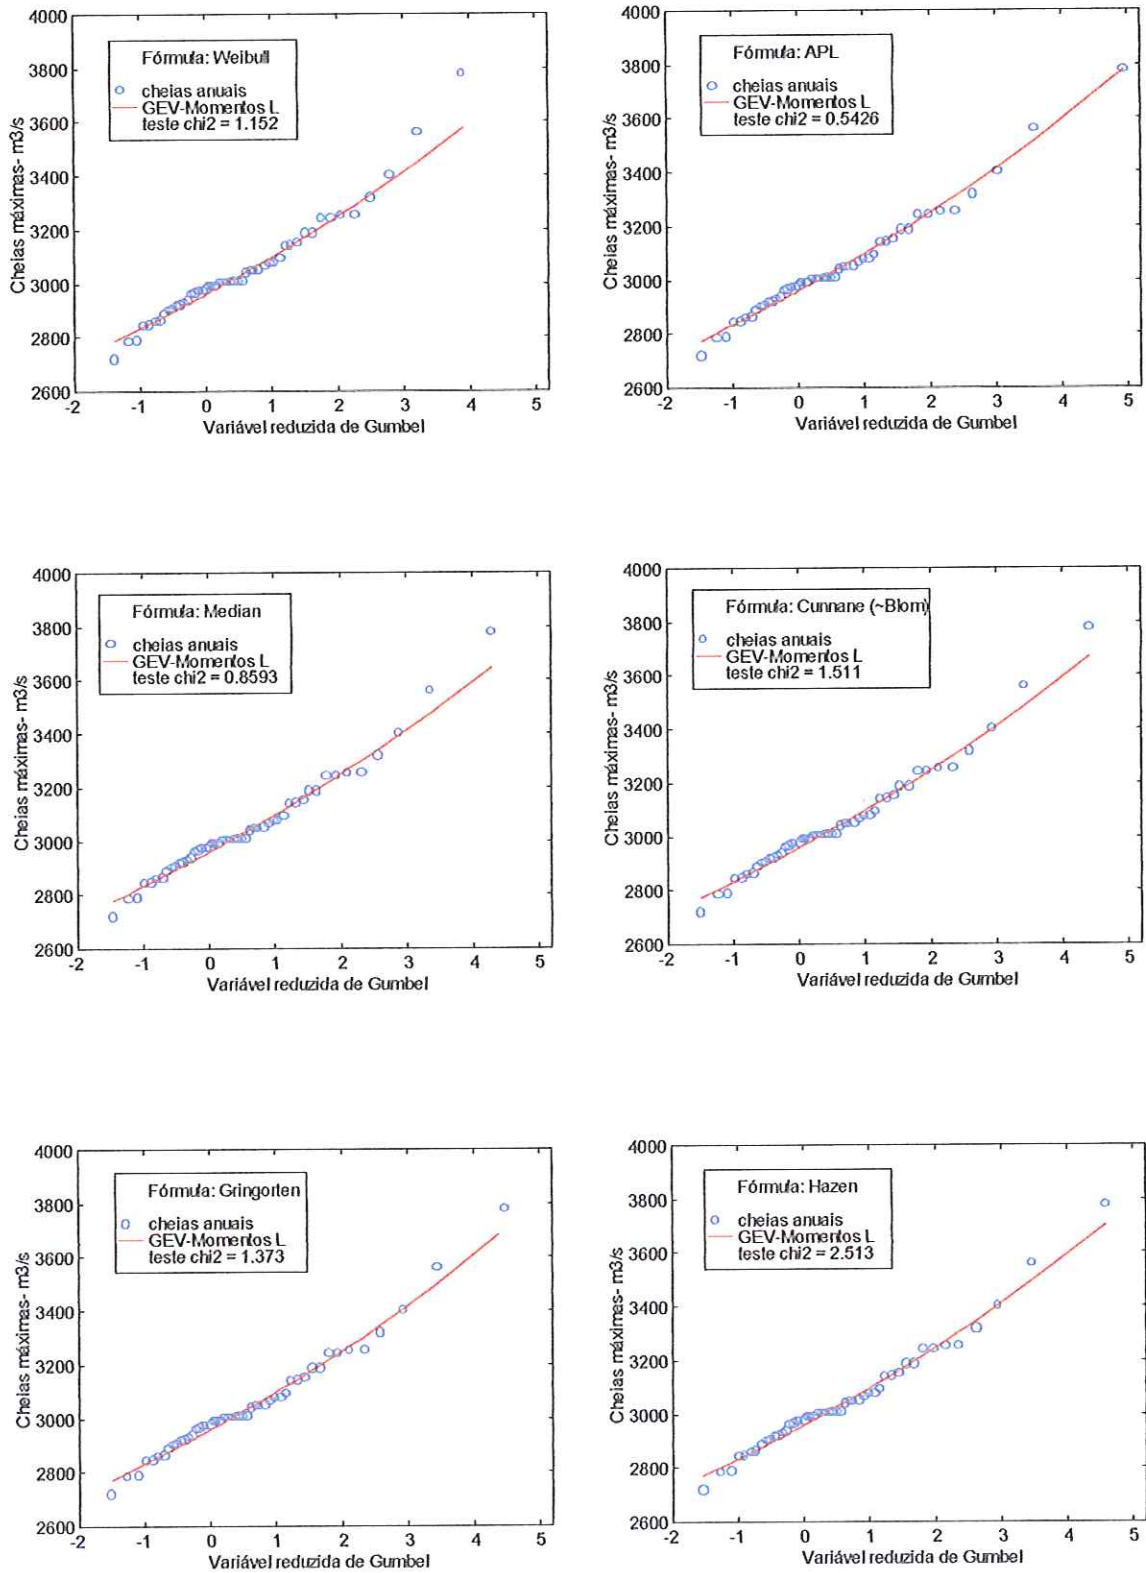 4000
3800
3600
3400
3200
3000
2800
2600
Cheias máximas- m3/s
Fórmula: Weibull
cheias anuais
GEV-Momentos L
teste chi2 = 1.152
-2 -1 0 1 2 3 4 5
Variável reduzida de Gumbel
4000
3800
3600
3400
3200
3000
2800
2600
Cheias máximas- m3/s
Fórmula: APL
cheias anuais
GEV-Momentos L
teste chi2 = 0.5426
-2 -1 0 1 2 3 4 5
Variável reduzida de Gumbel
4000
3800
3600
3400
3200
3000
2800
2600
Cheias máximas- m3/s
Fórmula: Median
cheias anuais
GEV-Momentos L
teste chi2 = 0.8593
-2 -1 0 1 2 3 4 5
Variável reduzida de Gumbel
4000
3800
3600
3400
3200
3000
2800
2600
Cheias máximas- m3/s
Fórmula: Cunnane (~Blom)
cheias anuais
GEV-Momentos L
teste chi2 = 1.511
-2 -1 0 1 2 3 4 5
Variável reduzida de Gumbel
4000
3800
3600
3400
3200
3000
2800
2600
Cheias máximas- m3/s
Fórmula: Gringorten
cheias anuais
GEV-Momentos L
teste chi2 = 1.373
-2 -1 0 1 2 3 4 5
Variável reduzida de Gumbel
4000
3800
3600
3400
3200
3000
2800
2600
Cheias máximas- m3/s
Fórmula: Hazen
cheias anuais
GEV-Momentos L
teste chi2 = 2.513
-2 -1 0 1 2 3 4 5
Variável reduzida de Gumbel